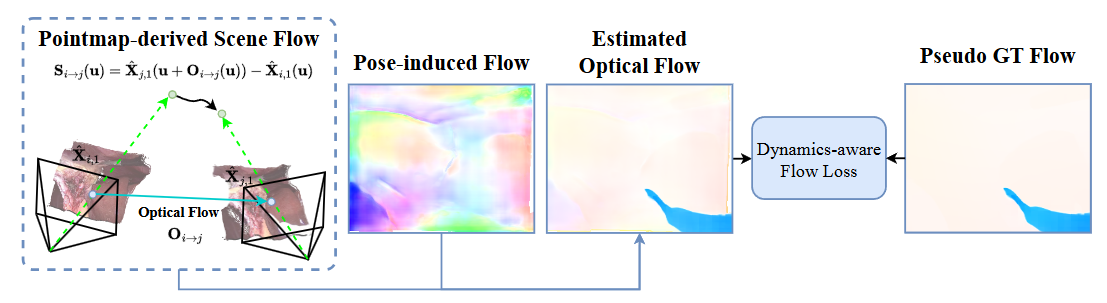 Pointmap-derived Scene Flow
S_{i→j}(u) = X̂_{j,1}(u + O_{i→j}(u)) − X̂_{i,1}(u)
X̂_{i,1}
X̂_{j,1}
Optical Flow
O_{i→j}
Pose-induced Flow
Estimated
Optical Flow
Dynamics-aware
Flow Loss
Pseudo GT Flow